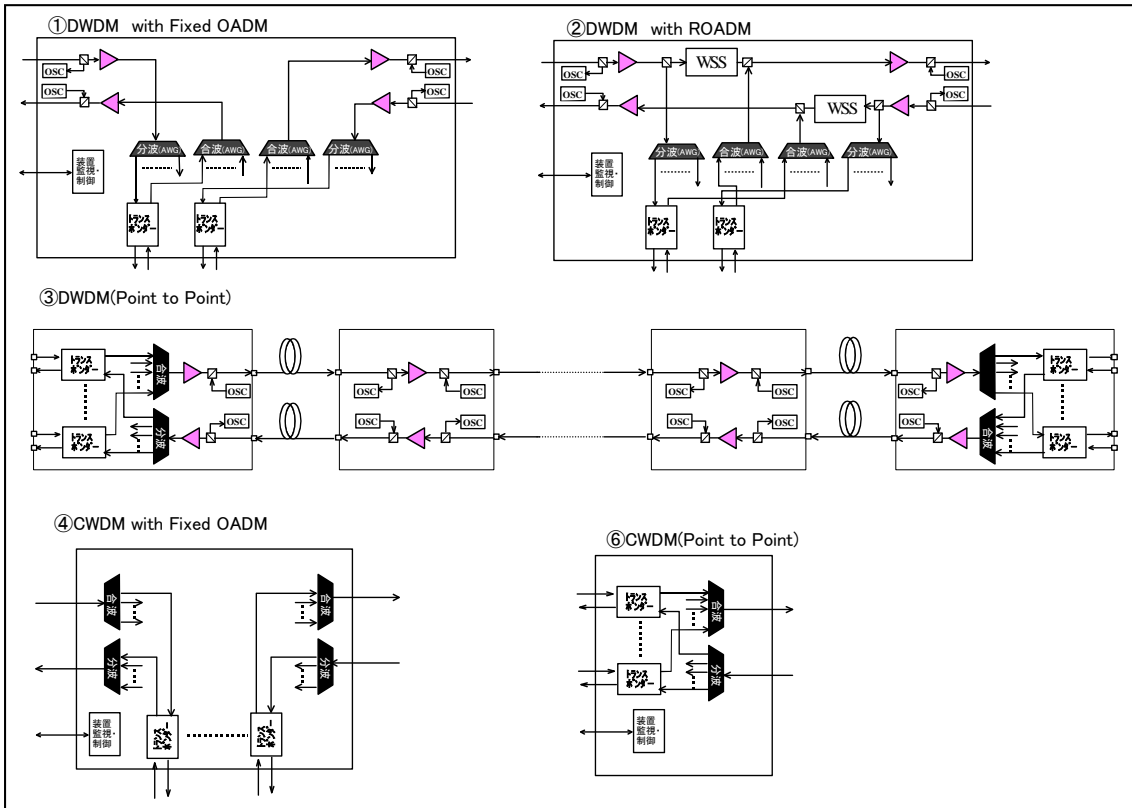 ①DWDM with Fixed OADM
OSC
OSC
OSC
OSC
分波(AWG)
合波(AWG)
合波(AWG)
分波(AWG)
装置
監視・
制御
トランス
ポンダー
トランス
ポンダー
②DWDM with ROADM
OSC
WSS
OSC
OSC
WSS
OSC
分波(AWG)
合波(AWG)
合波(AWG)
分波(AWG)
装置
監視・
制御
トランス
ポンダー
トランス
ポンダー
③DWDM(Point to Point)
トランス
ポンダー
合波
OSC
トランス
ポンダー
分波
OSC
OSC
OSC
OSC
OSC
OSC
OSC
OSC
OSC
OSC
トランス
ポンダー
OSC
合波
トランス
ポンダー
④CWDM with Fixed OADM
合波
合波
分波
分波
装置
監視・
制御
トランスポンダー
トランスポンダー
⑥CWDM(Point to Point)
トランス
ポンダー
合波
トランス
ポンダー
分波
装置
監視・
制御